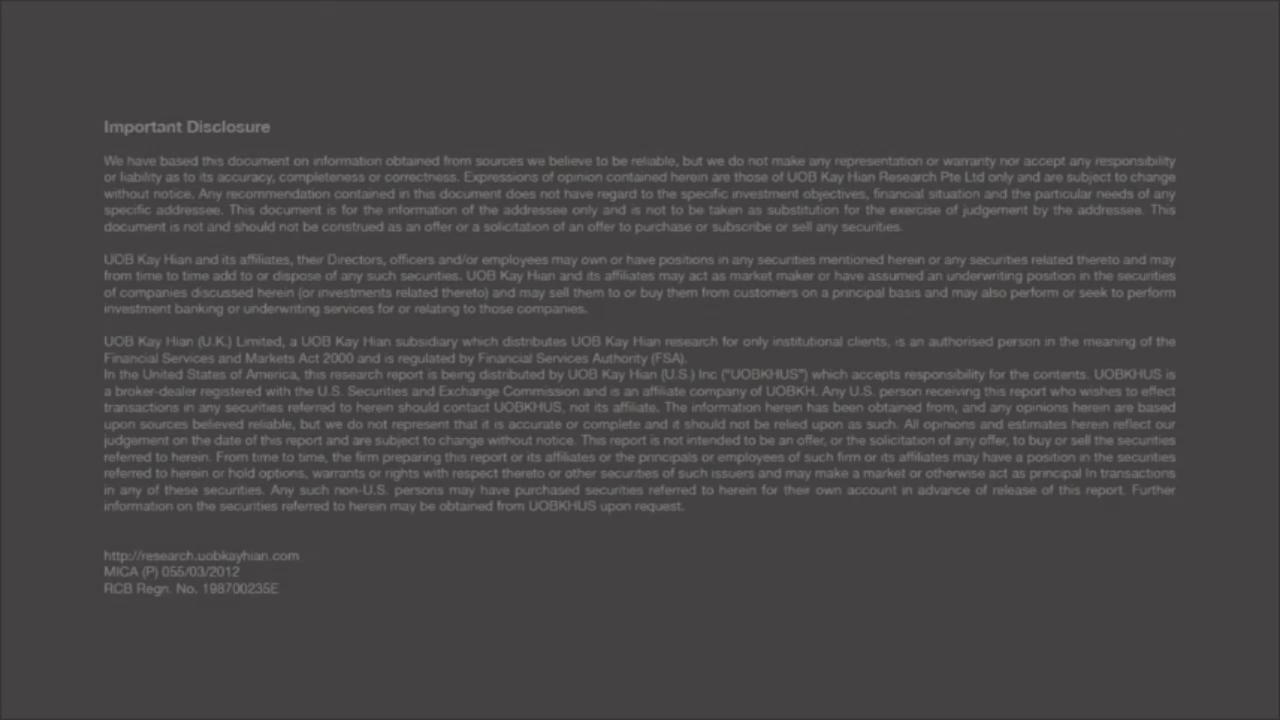 Important Disclosure
We have based this document on information obtained from sources we believe to be reliable, but we do not make any representation or warranty nor accept any responsibility
or liability as to its accuracy, completeness or correctness. Expressions of opinion contained herein are those of UOB Kay Hian Research Pte Ltd only and are subject to change
without notice. Any recommendation contained in this document does not have regard to the specific investment objectives, financial situation and the particular needs of any
specific addressee. This document is for the information of the addressee only and is not to be taken as substitution for the exercise of judgement by the addressee. This
document is not and should not be construed as an offer or a solicitation of an offer to purchase or subscribe or sell any securities.
UOB Kay Hian and its affiliates, their Directors, officers and/or employees may own or have positions in any securities mentioned herein or any securities related thereto and may
from time to time add to or dispose of any such securities. UOB Kay Hian and its affiliates may act as market maker or have assumed an underwriting position in the securities
of companies discussed herein (or investments related thereto) and may sell them to or buy them from customers on a principal basis and may also perform or seek to perform
investment banking or underwriting services for or relating to those companies.
UOB Kay Hian (U.K.) Limited, a UOB Kay Hian subsidiary which distributes UOB Kay Hian research for only institutional clients, is an authorised person in the meaning of the
Financial Services and Markets Act 2000 and is regulated by Financial Services Authority (FSA).
In the United States of America, this research report is being distributed by UOB Kay Hian (U.S.) Inc ("UOBKHUS") which accepts responsibility for the contents. UOBKHUS is
a broker-dealer registered with the U.S. Securities and Exchange Commission and is an affiliate company of UOBKH. Any U.S. person receiving this report who wishes to effect
transactions in any securities referred to herein should contact UOBKHUS, not its affiliate. The information herein has been obtained from, and any opinions herein are based
upon sources believed reliable, but we do not represent that it is accurate or complete and it should not be relied upon as such. All opinions and estimates herein reflect our
judgement on the date of this report and are subject to change without notice. This report is not intended to be an offer, or the solicitation of any offer, to buy or sell the securities
referred to herein. From time to time, the firm preparing this report or its affiliates or the principals or employees of such firm or its affiliates may have a position in the securities
referred to herein or hold options, warrants or rights with respect thereto or other securities of such issuers and may make a market or otherwise act as principal In transactions
in any of these securities. Any such non-U.S. persons may have purchased securities referred to herein for their own account in advance of release of this report. Further
information on the securities referred to herein may be obtained from UOBKHUS upon request.
http://research.uobkayhian.com
MICA (P) 055/03/2012
RCB Regn. No. 198700235E